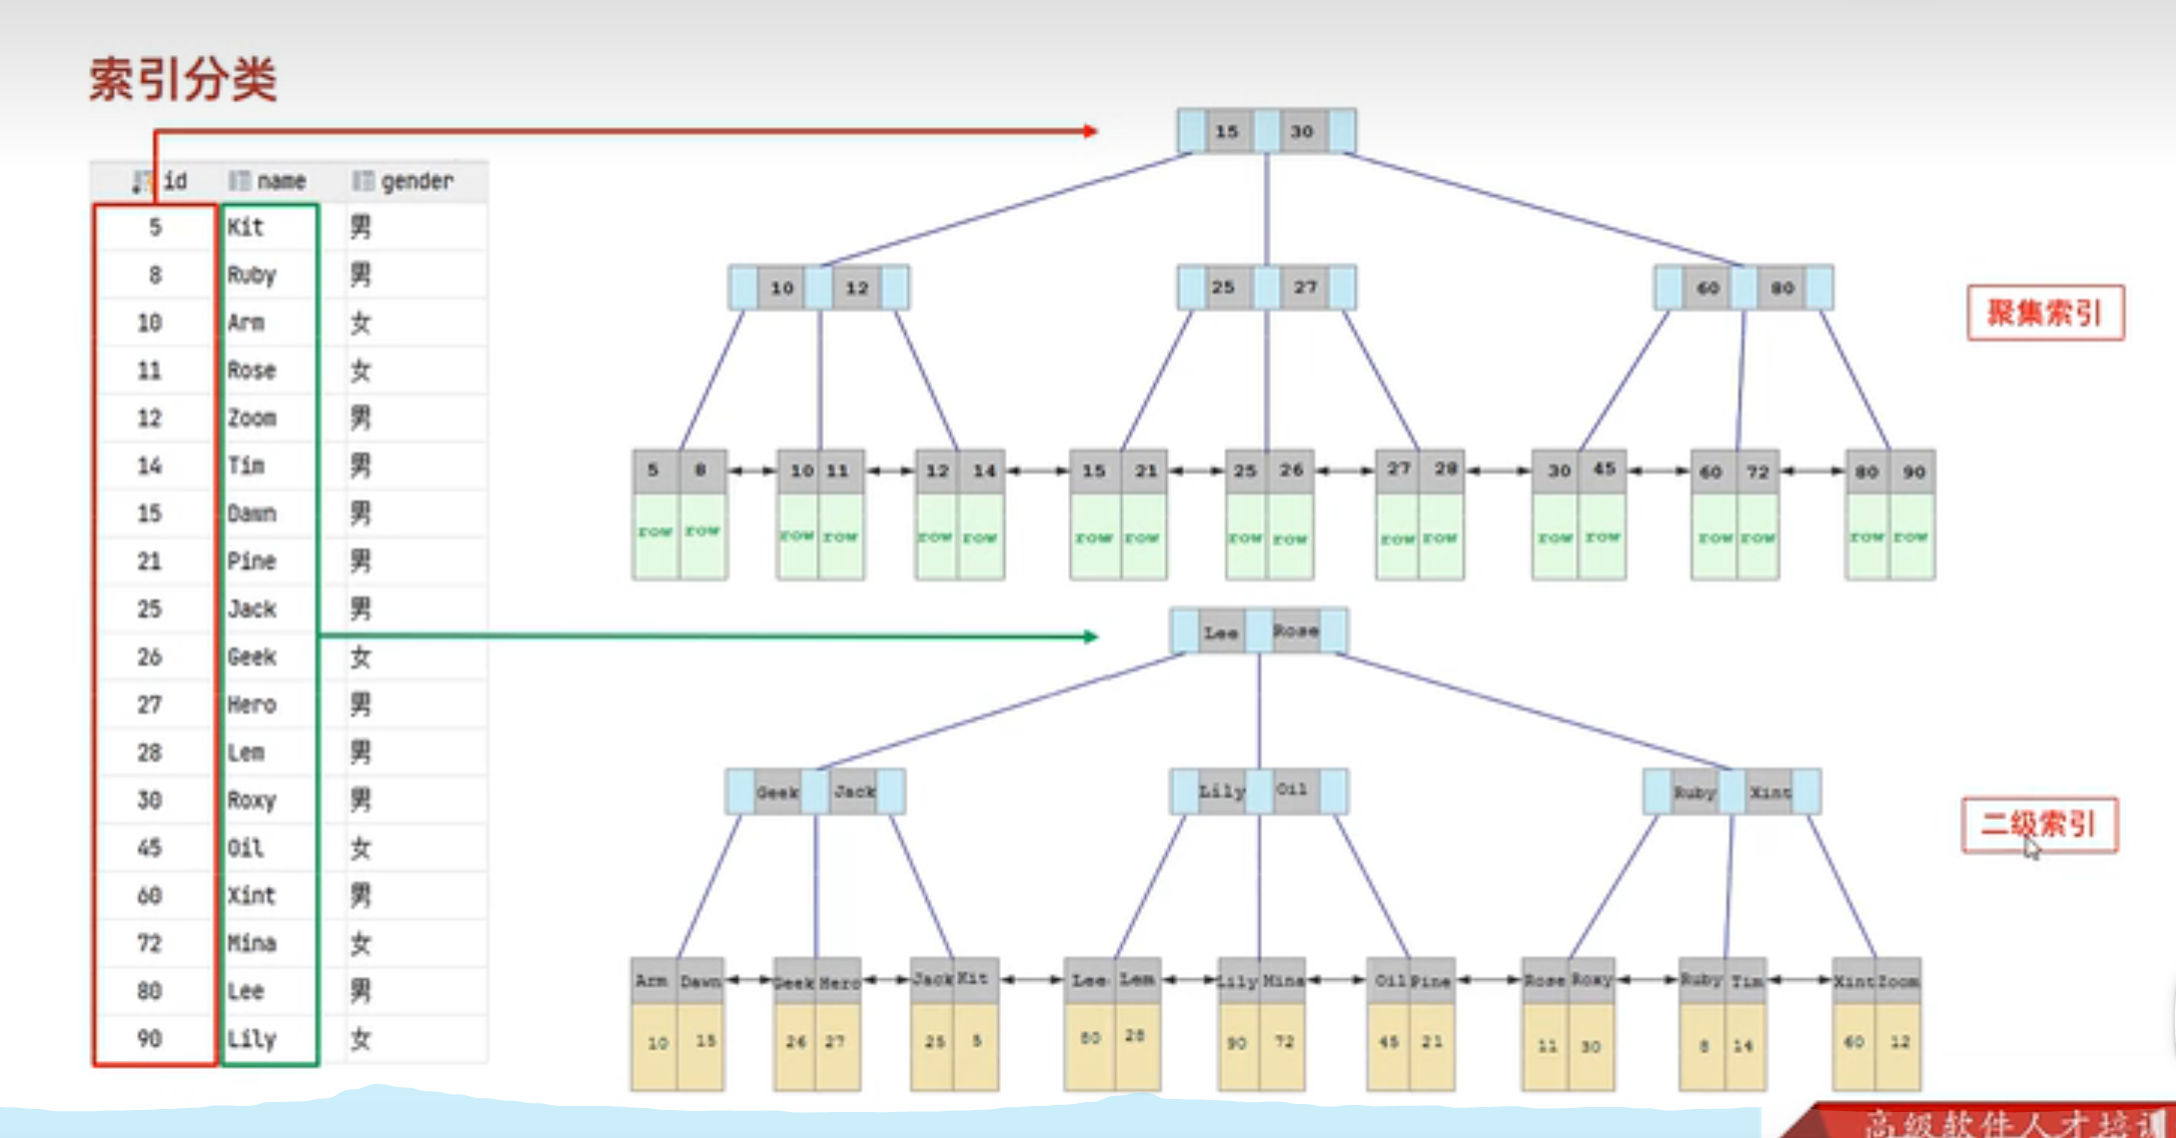 索引分类
id name gender
5 Kit 男
8 Ruby 男
10 Arm 女
11 Rose 女
12 Zoom 男
14 Tim 男
15 Dawn 男
21 Pine 男
25 Jack 男
26 Geek 女
27 Hero 男
28 Lem 男
30 Roxy 男
45 Oil 女
60 Xint 男
72 Mina 女
80 Lee 男
90 Lily 女
15 30
10 12 25 27 60 80
聚集索引
5 8 10 11 12 14 15 21 25 26 27 28 30 45 60 72 80 90
row row row row row row row row row row row row row row row row row row
Lee Rose
Geek Jack Lily Oil Ruby Xint
二级索引
Arm Dawn Geek Hero Jack Kit Lee Lem Lily Mina Oil Pine Rose Roxy Ruby Tim Xint Zoom
10 15 26 27 25 5 80 28 90 72 45 21 11 30 8 14 60 12
高级软件人才培训